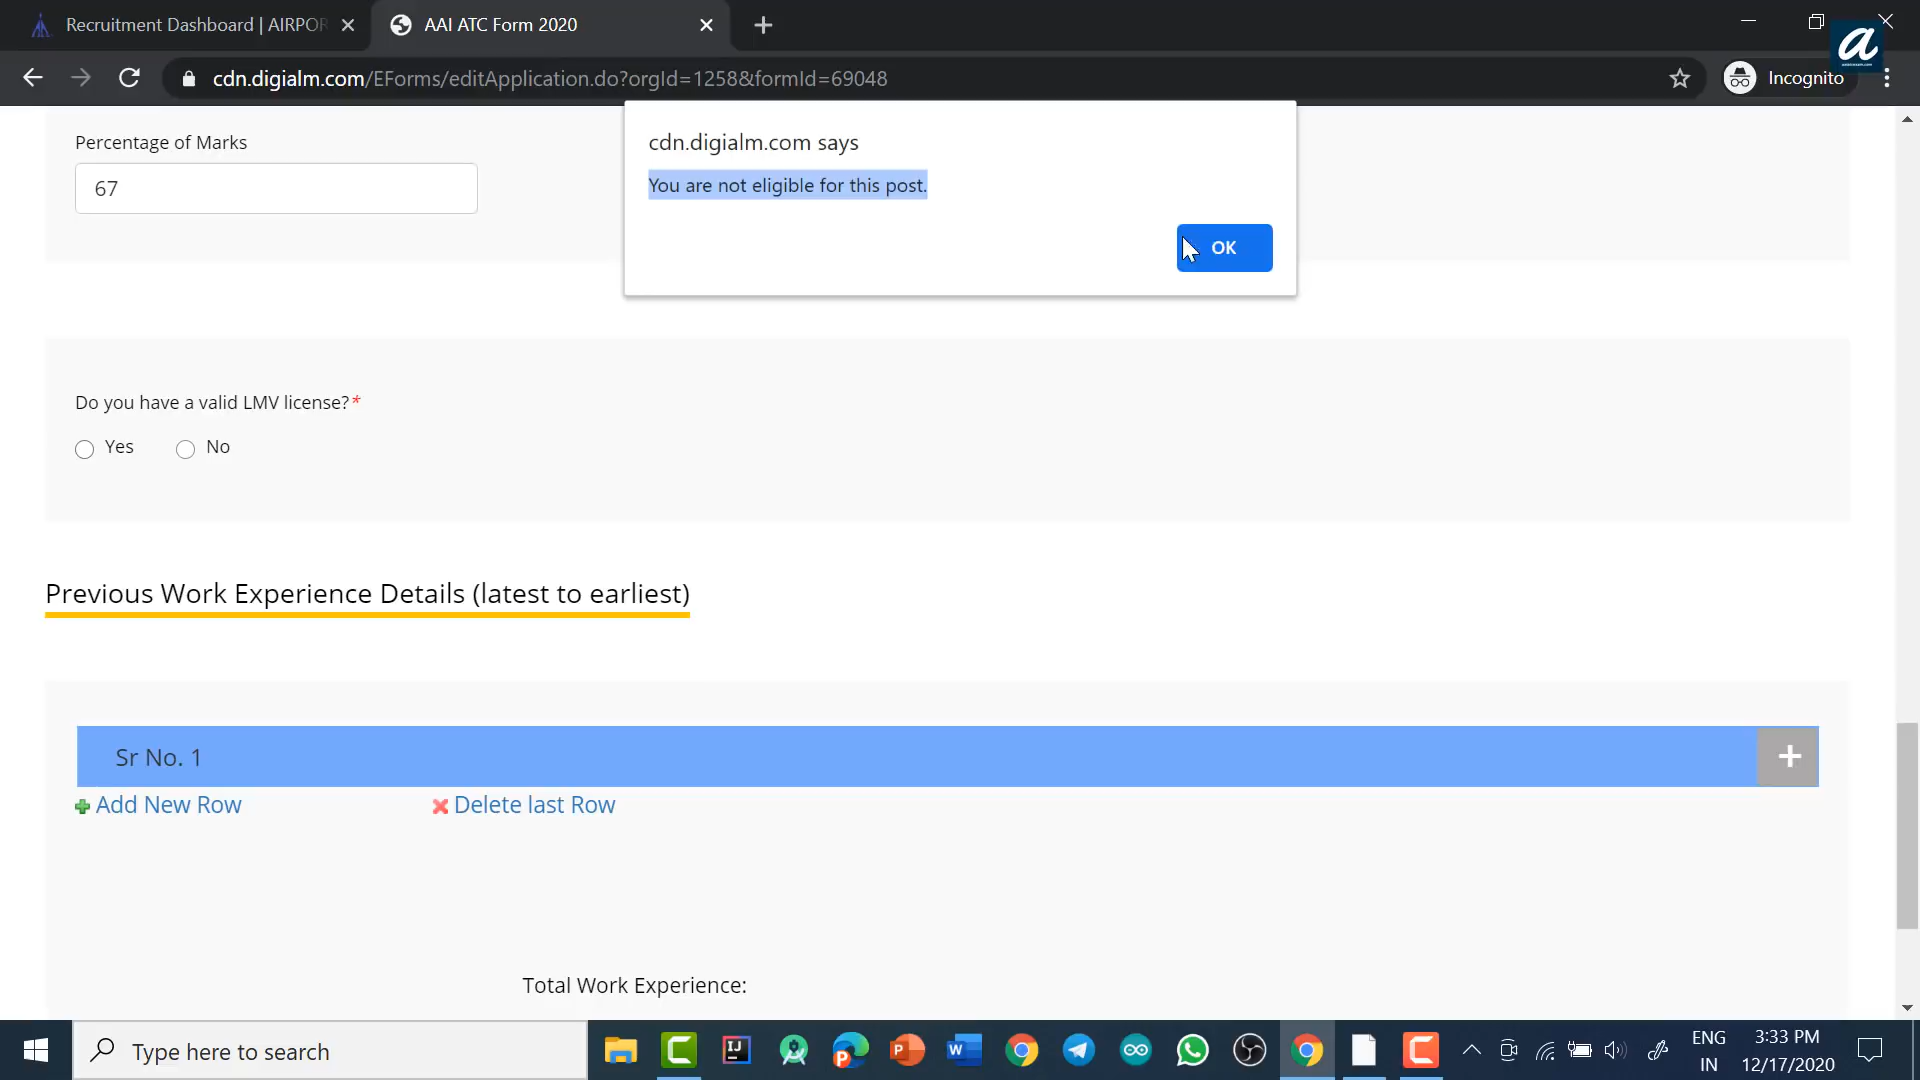 Recruitment Dashboard | AIRPOR
AAI ATC Form 2020
cdn.digialm.com/EForms/editApplication.do?orgId=1258&formId=69048
Incognito
a
Percentage of Marks
67
cdn.digialm.com says
You are not eligible for this post.
OK
Do you have a valid LMV license?*
Yes
No
Previous Work Experience Details (latest to earliest)
Sr No. 1
+
Add New Row
Delete last Row
Total Work Experience:
Type here to search
ENG
IN
3:33 PM
12/17/2020